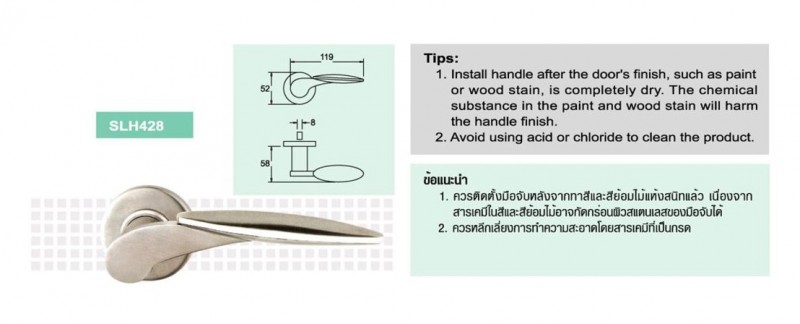 SLH428
119
52
8
58
Tips:
1. Install handle after the door's finish, such as paint
or wood stain, is completely dry. The chemical
substance in the paint and wood stain will harm
the handle finish.
2. Avoid using acid or chloride to clean the product.
ข้อแนะนำ
1. ควรติดตั้งมือจับหลังจากทาสีและสีย้อมไม้แห้งสนิทแล้ว เนื่องจาก
สารเคมีในสีและสีย้อมไม้อาจกัดกร่อนผิวสแตนเลสของมือจับได้
2. ควรหลีกเลี่ยงการทำความสะอาดโดยสารเคมีที่เป็นกรด